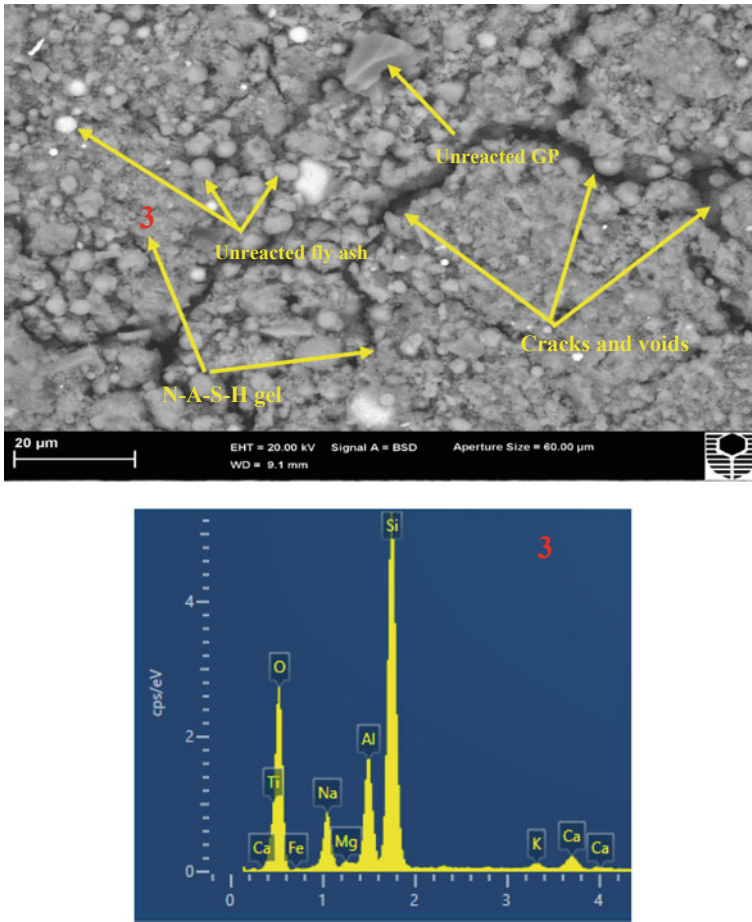 Unreacted GP
3
Unreacted fly ash
Cracks and voids
N-A-S-H gel
20 µm
EHT = 20.00 kV Signal A = BSD Aperture Size = 60.00 µm
WD = 9.1 mm
3
Si
4
O
cps/eV
2
Al
Ti
Na
Ca
Fe
Mg
K
Ca
Ca
0
0 1 2 3 4